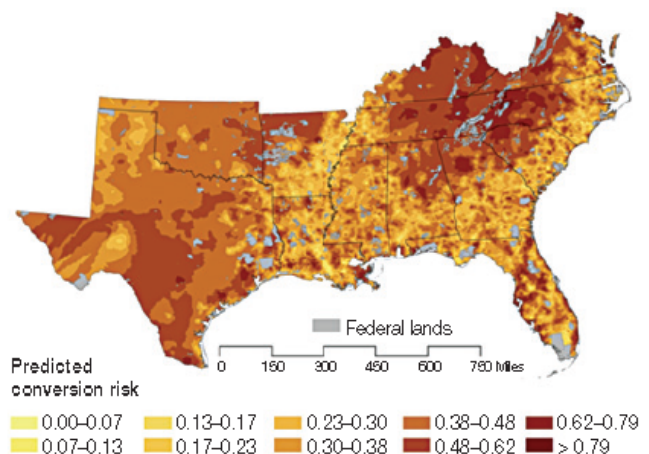 Federal lands
0 150 300 450 600 750 Miles
Predicted
conversion risk
0.00–0.07 0.13–0.17 0.23–0.30 0.38–0.48 0.62–0.79
0.07–0.13 0.17–0.23 0.30–0.38 0.48–0.62 > 0.79